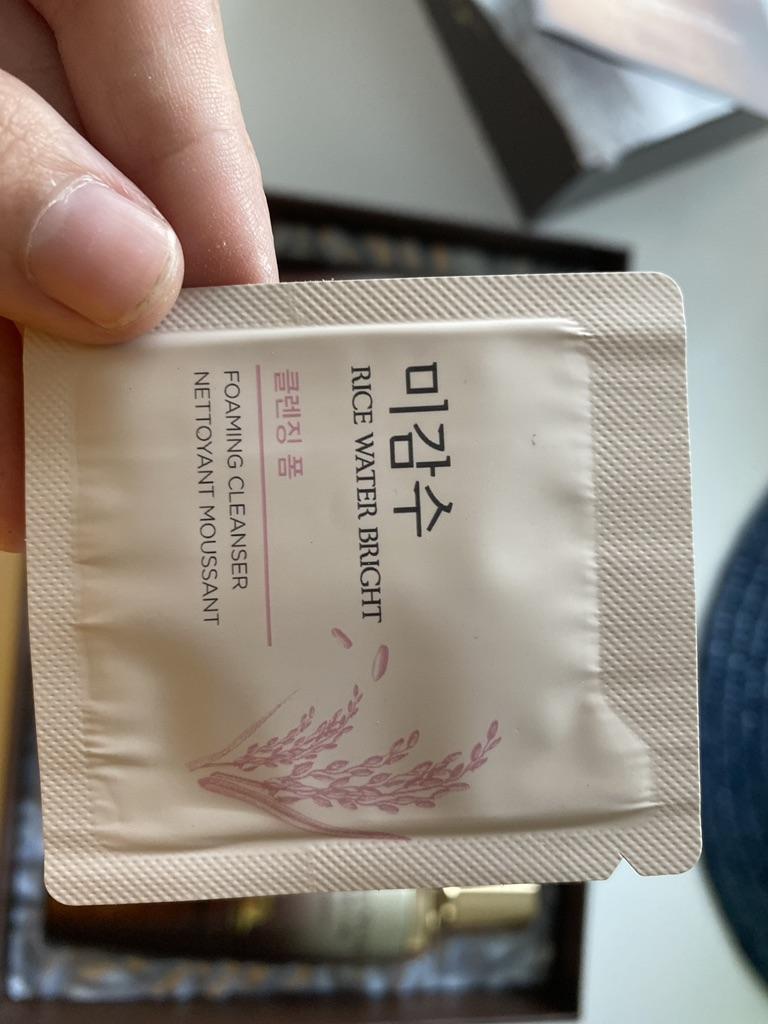 미감수
RICE WATER BRIGHT
클렌징 폼
FOAMING CLEANSER
NETTOYANT MOUSSANT